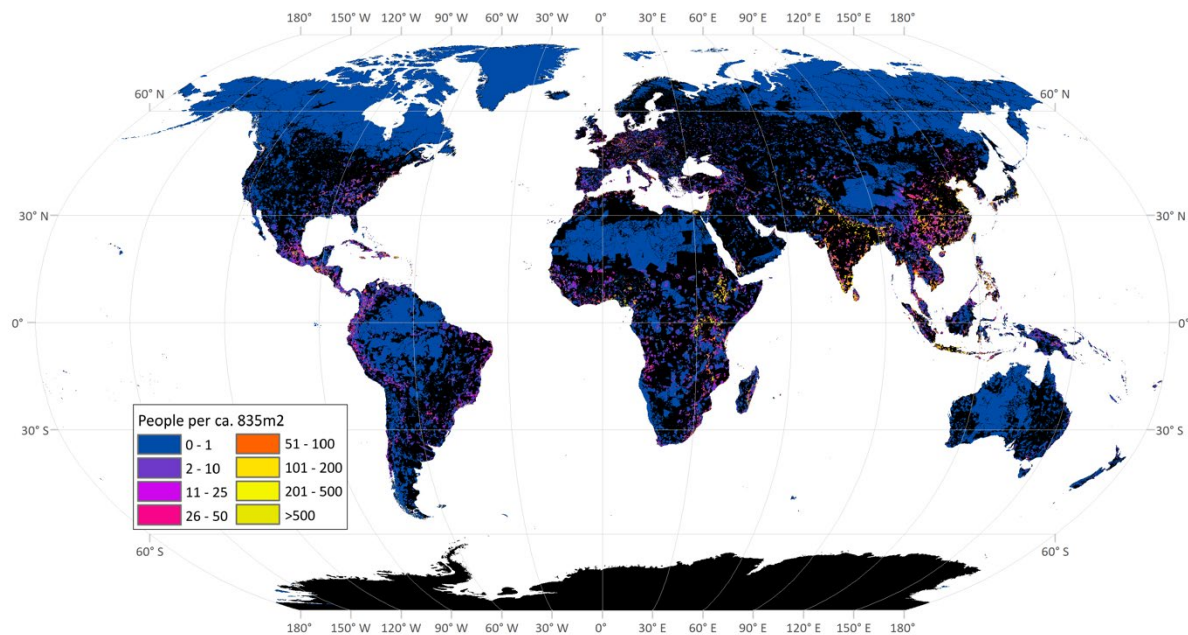 180° 150° W 120° W 90° W 60° W 30° W 0° 30° E 60° E 90° E 120° E 150° E 180°
60° N 60° N
30° N 30° N
0° 0°
30° S 30° S
60° S 60° S
People per ca. 835m2
0 - 1 51 - 100
2 - 10 101 - 200
11 - 25 201 - 500
26 - 50 >500
180° 150° W 120° W 90° W 60° W 30° W 0° 30° E 60° E 90° E 120° E 150° E 180°